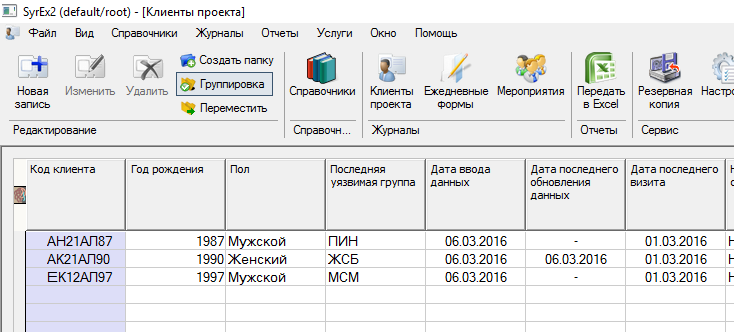 SyrEx2 (default/root) - [Клиенты проекта]
Файл Вид Справочники Журналы Отчеты Услуги Окно Помощь
Новая запись
Изменить
Удалить
Создать папку
Группировка
Переместить
Справочники
Клиенты проекта
Ежедневные формы
Мероприятия
Передать в Excel
Резервная копия
Настро
Редактирование Справочн... Журналы Отчеты Сервис
Код клиента
Год рождения
Пол
Последняя уязвимая группа
Дата ввода данных
Дата последнего обновления данных
Дата последнего визита
АН21АЛ87 1987 Мужской ПИН 06.03.2016 - 01.03.2016 Н
АК21АЛ90 1990 Женский ЖСБ 06.03.2016 06.03.2016 01.03.2016 Н
ЕК12АЛ97 1997 Мужской МСМ 06.03.2016 - 01.03.2016 Н